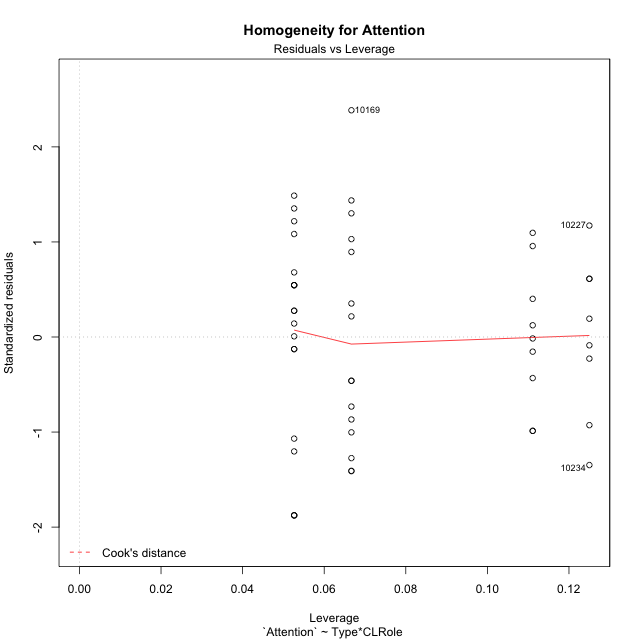 Homogeneity for Attention
Residuals vs Leverage
10169
10227
10234
2
1
0
-1
-2
Standardized residuals
Cook's distance
0.00 0.02 0.04 0.06 0.08 0.10 0.12
Leverage
`Attention` ~ Type*CLRole